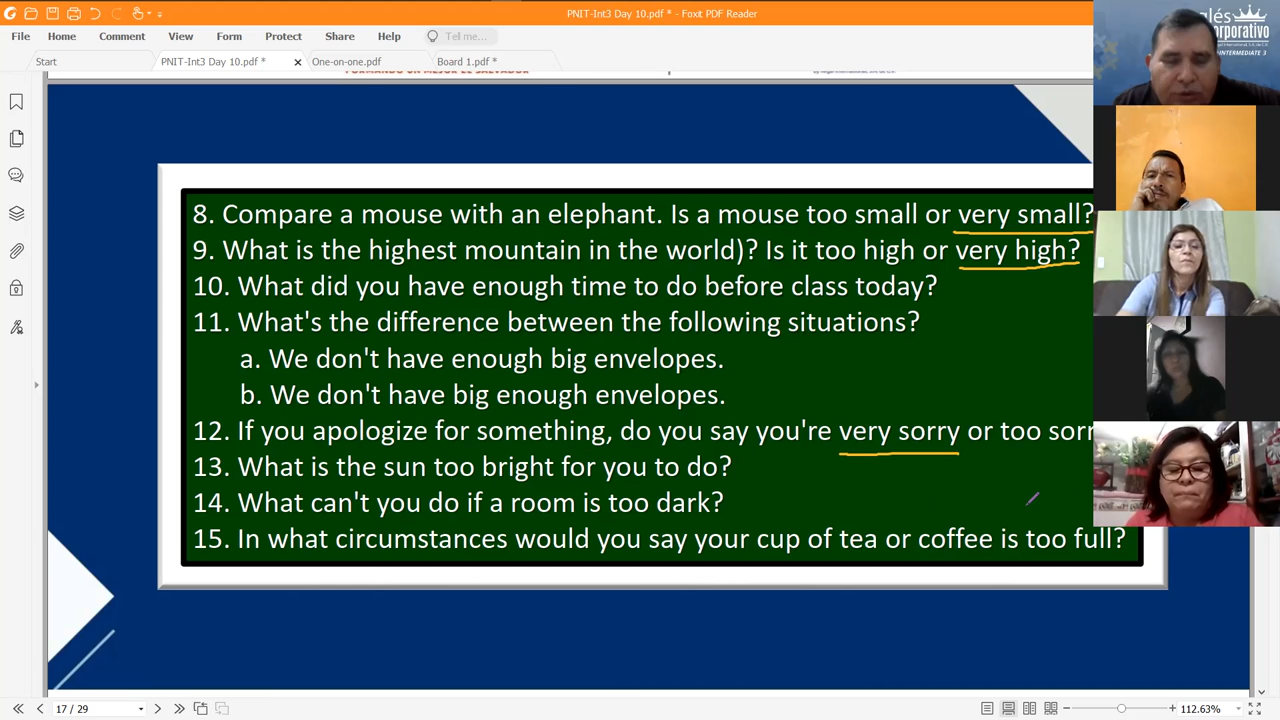 PNIT-Int3 Day 10.pdf * - Foxit PDF Reader
File Home Comment View Form Protect Share Help Tell me...
Start PNIT-Int3 Day 10.pdf * One-on-one.pdf Board 1.pdf *
8. Compare a mouse with an elephant. Is a mouse too small or very small?
9. What is the highest mountain in the world)? Is it too high or very high?
10. What did you have enough time to do before class today?
11. What's the difference between the following situations?
a. We don't have enough big envelopes.
b. We don't have big enough envelopes.
12. If you apologize for something, do you say you're very sorry or too sorr
13. What is the sun too bright for you to do?
14. What can't you do if a room is too dark?
15. In what circumstances would you say your cup of tea or coffee is too full?
glés
rporativo
INTERMEDIATE 3
17 / 29
112.63%